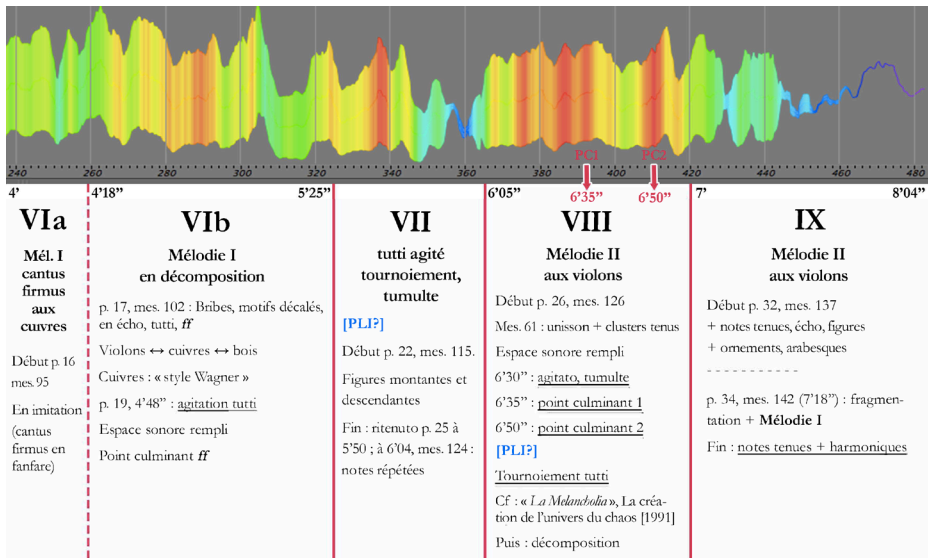 PC1 PC2
240 260 280 300 320 340 360 380 400 420 440 460 480
4’ 4’18” 5’25” 6’05” 6’35” 6’50” 7’ 8’04”
VIa
Mél. I
cantus
firmus
aux
cuivres
Début p. 16
mes. 95
En imitation
(cantus
firmus en
fanfare)
VIb
Mélodie I
en décomposition
p. 17, mes. 102 : Bribes, motifs décalés,
en écho, tutti, ff
Violons ↔ cuivres ↔ bois
Cuivres : « style Wagner »
p. 19, 4’48” : agitation tutti
Espace sonore rempli
Point culminant ff
VII
tutti agité
tournoiement,
tumulte
[PLI?]
Début p. 22, mes. 115.
Figures montantes et
descendantes
Fin : ritenuto p. 25 à
5’50 ; à 6’04, mes. 124 :
notes répétées
VIII
Mélodie II
aux violons
Début p. 26, mes. 126
Mes. 61 : unisson + clusters tenus
Espace sonore rempli
6’30” : agitato, tumulte
6’35” : point culminant 1
6’50” : point culminant 2
[PLI?]
Tournoiement tutti
Cf : « La Melancholia », La créa-
tion de l’univers du chaos [1991]
Puis : décomposition
IX
Mélodie II
aux violons
Début p. 32, mes. 137
+ notes tenues, écho, figures
+ ornements, arabesques
- - - - - - - - - - -
p. 34, mes. 142 (7’18”) : fragmen-
tation + Mélodie I
Fin : notes tenues + harmoniques